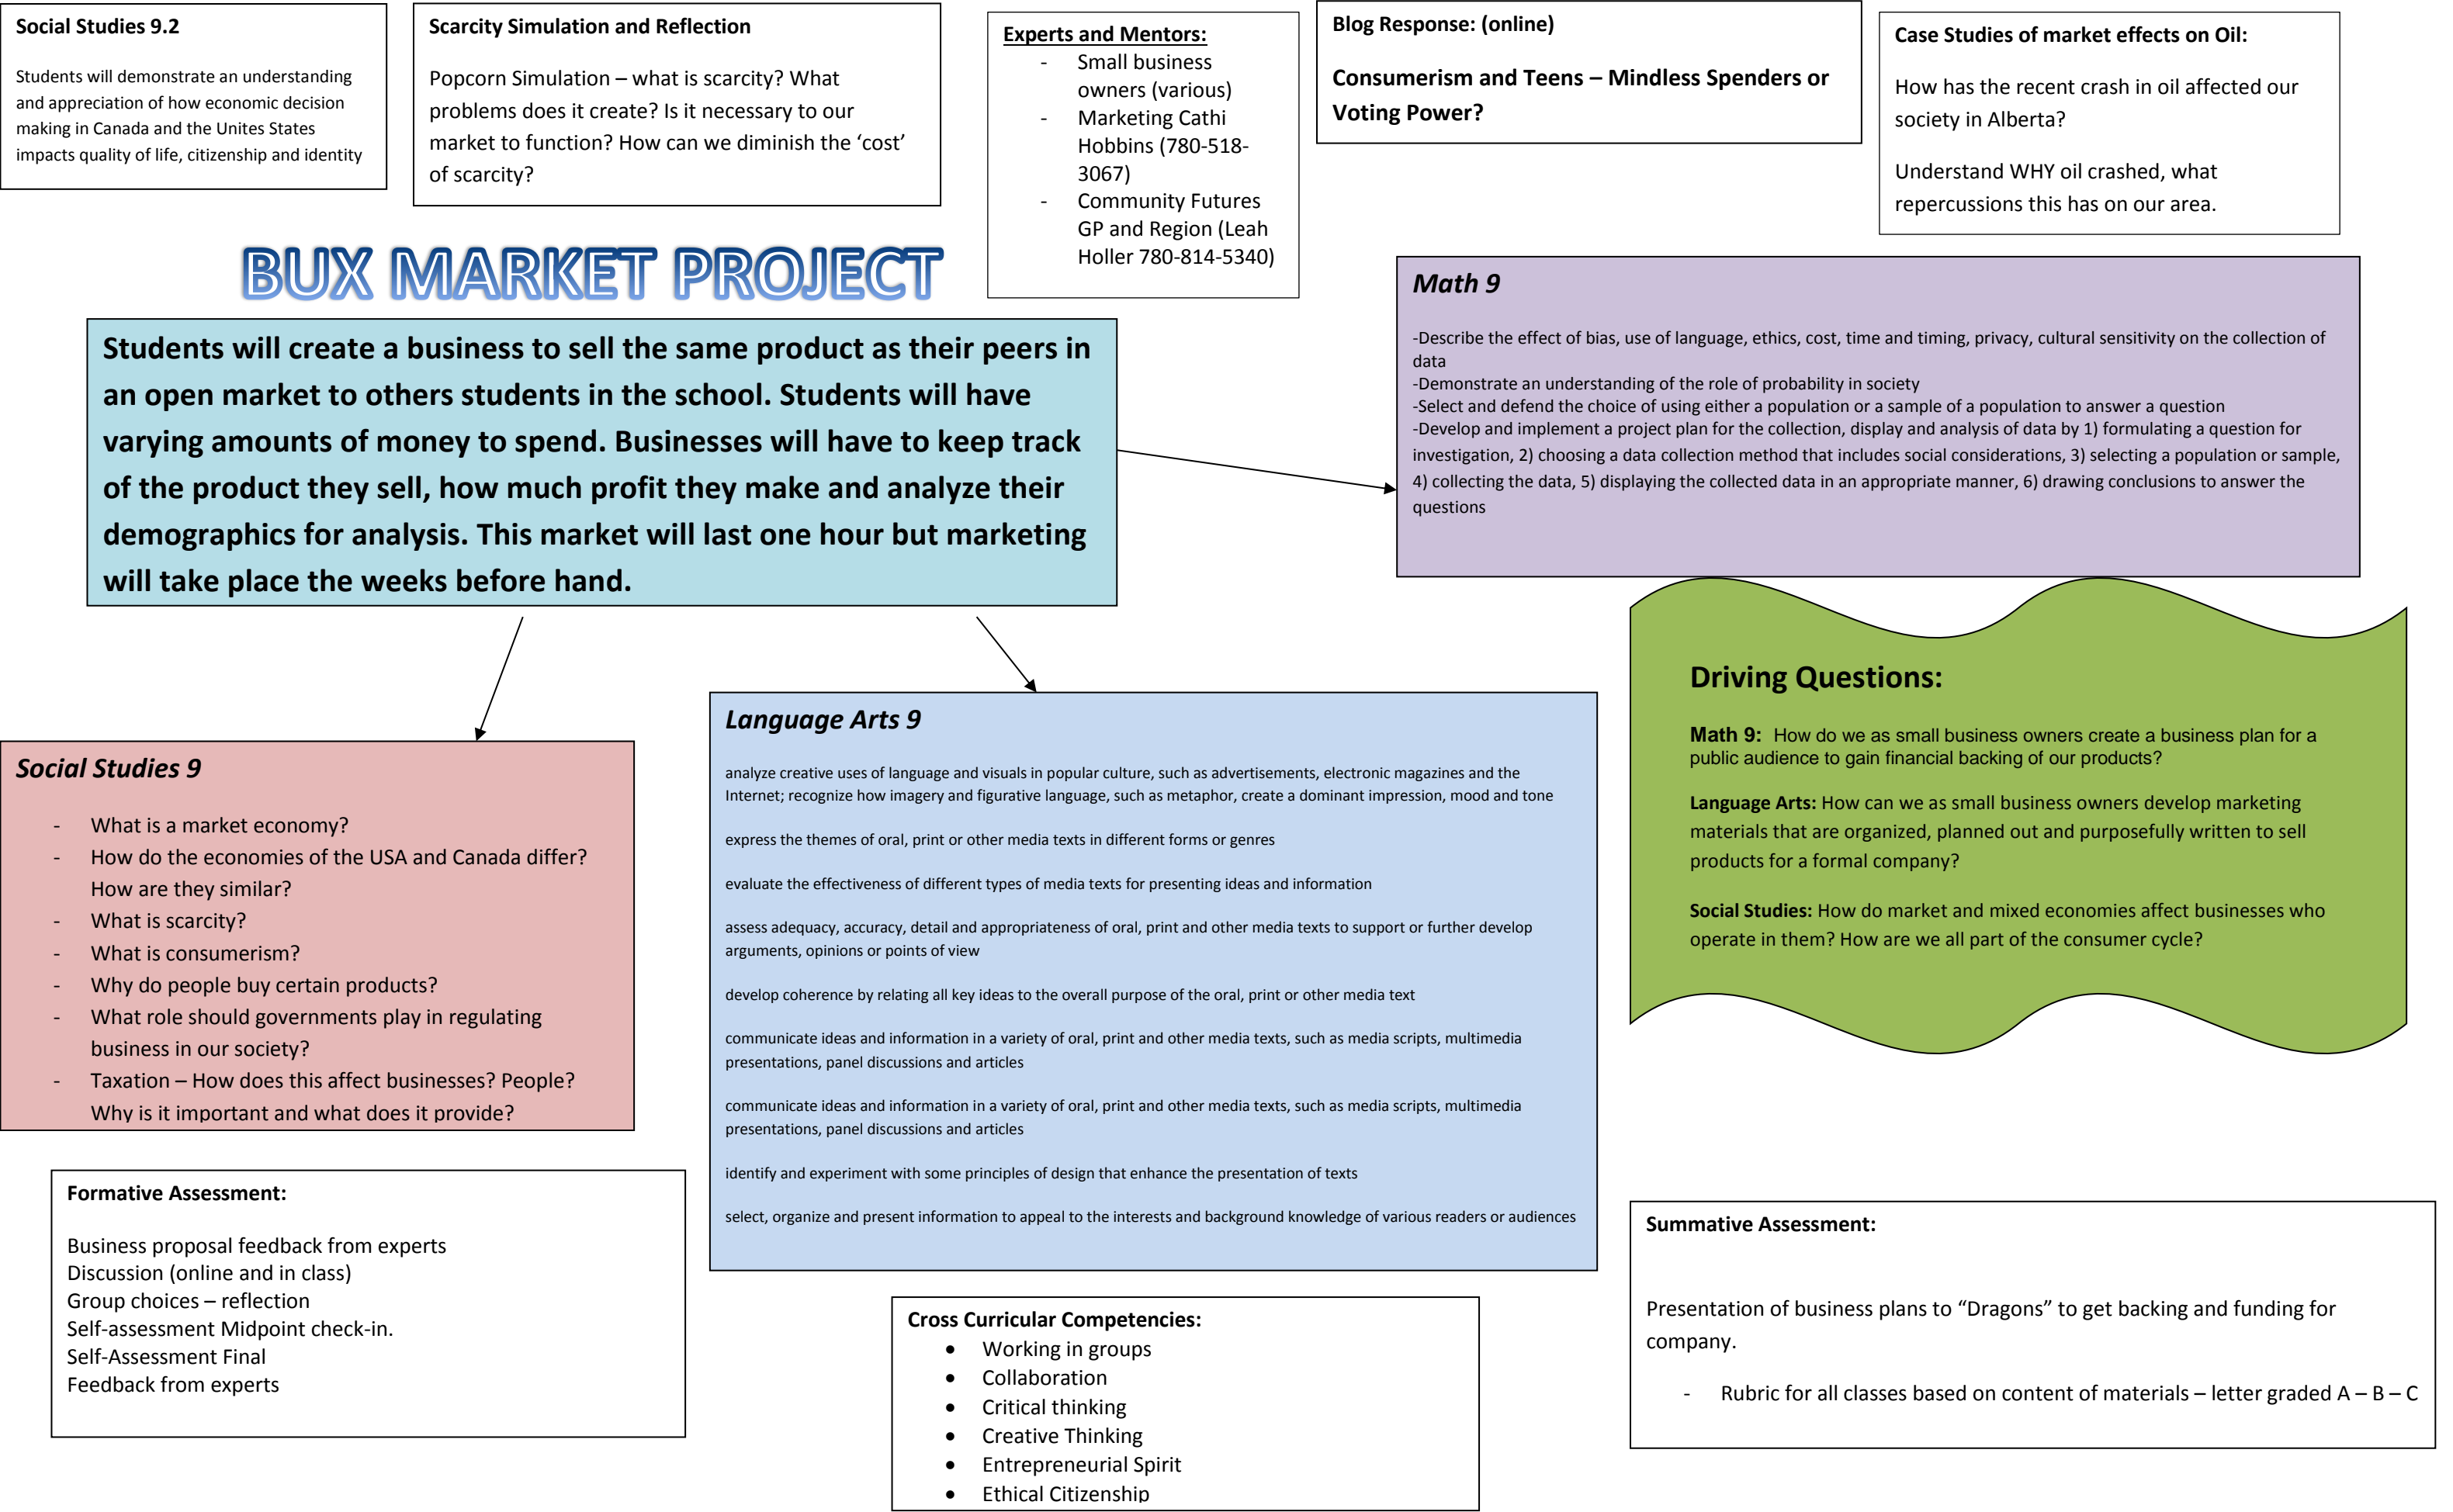 Social Studies 9.2
Students will demonstrate an understanding
and appreciation of how economic decision
making in Canada and the Unites States
impacts quality of life, citizenship and identity
Scarcity Simulation and Reflection
Popcorn Simulation – what is scarcity? What
problems does it create? Is it necessary to our
market to function? How can we diminish the ‘cost’
of scarcity?
Experts and Mentors:
- Small business
owners (various)
- Marketing Cathi
Hobbins (780-518-
3067)
- Community Futures
GP and Region (Leah
Holler 780-814-5340)
Blog Response: (online)
Consumerism and Teens – Mindless Spenders or
Voting Power?
Case Studies of market effects on Oil:
How has the recent crash in oil affected our
society in Alberta?
Understand WHY oil crashed, what
repercussions this has on our area.
BUX MARKET PROJECT
Students will create a business to sell the same product as their peers in
an open market to others students in the school. Students will have
varying amounts of money to spend. Businesses will have to keep track
of the product they sell, how much profit they make and analyze their
demographics for analysis. This market will last one hour but marketing
will take place the weeks before hand.
Math 9
-Describe the effect of bias, use of language, ethics, cost, time and timing, privacy, cultural sensitivity on the collection of
data
-Demonstrate an understanding of the role of probability in society
-Select and defend the choice of using either a population or a sample of a population to answer a question
-Develop and implement a project plan for the collection, display and analysis of data by 1) formulating a question for
investigation, 2) choosing a data collection method that includes social considerations, 3) selecting a population or sample,
4) collecting the data, 5) displaying the collected data in an appropriate manner, 6) drawing conclusions to answer the
questions
Driving Questions:
Math 9: How do we as small business owners create a business plan for a
public audience to gain financial backing of our products?
Language Arts: How can we as small business owners develop marketing
materials that are organized, planned out and purposefully written to sell
products for a formal company?
Social Studies: How do market and mixed economies affect businesses who
operate in them? How are we all part of the consumer cycle?
Social Studies 9
- What is a market economy?
- How do the economies of the USA and Canada differ?
How are they similar?
- What is scarcity?
- What is consumerism?
- Why do people buy certain products?
- What role should governments play in regulating
business in our society?
- Taxation – How does this affect businesses? People?
Why is it important and what does it provide?
Language Arts 9
analyze creative uses of language and visuals in popular culture, such as advertisements, electronic magazines and the
Internet; recognize how imagery and figurative language, such as metaphor, create a dominant impression, mood and tone
express the themes of oral, print or other media texts in different forms or genres
evaluate the effectiveness of different types of media texts for presenting ideas and information
assess adequacy, accuracy, detail and appropriateness of oral, print and other media texts to support or further develop
arguments, opinions or points of view
develop coherence by relating all key ideas to the overall purpose of the oral, print or other media text
communicate ideas and information in a variety of oral, print and other media texts, such as media scripts, multimedia
presentations, panel discussions and articles
communicate ideas and information in a variety of oral, print and other media texts, such as media scripts, multimedia
presentations, panel discussions and articles
identify and experiment with some principles of design that enhance the presentation of texts
select, organize and present information to appeal to the interests and background knowledge of various readers or audiences
Formative Assessment:
Business proposal feedback from experts
Discussion (online and in class)
Group choices – reflection
Self-assessment Midpoint check-in.
Self-Assessment Final
Feedback from experts
Cross Curricular Competencies:
• Working in groups
• Collaboration
• Critical thinking
• Creative Thinking
• Entrepreneurial Spirit
• Ethical Citizenship
Summative Assessment:
Presentation of business plans to “Dragons” to get backing and funding for
company.
- Rubric for all classes based on content of materials – letter graded A – B – C